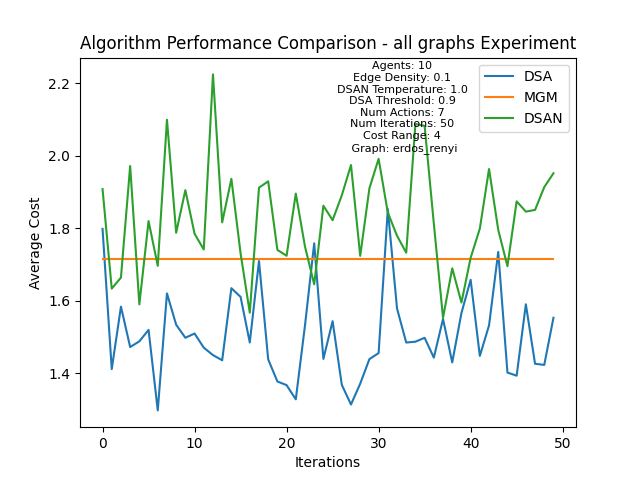 Algorithm Performance Comparison - all graphs Experiment
Agents: 10
Edge Density: 0.1
DSAN Temperature: 1.0
DSA Threshold: 0.9
Num Actions: 7
Num Iterations: 50
Cost Range: 4
Graph: erdos_renyi
DSA
MGM
DSAN
2.2
2.0
1.8
1.6
1.4
Average Cost
0 10 20 30 40 50
Iterations